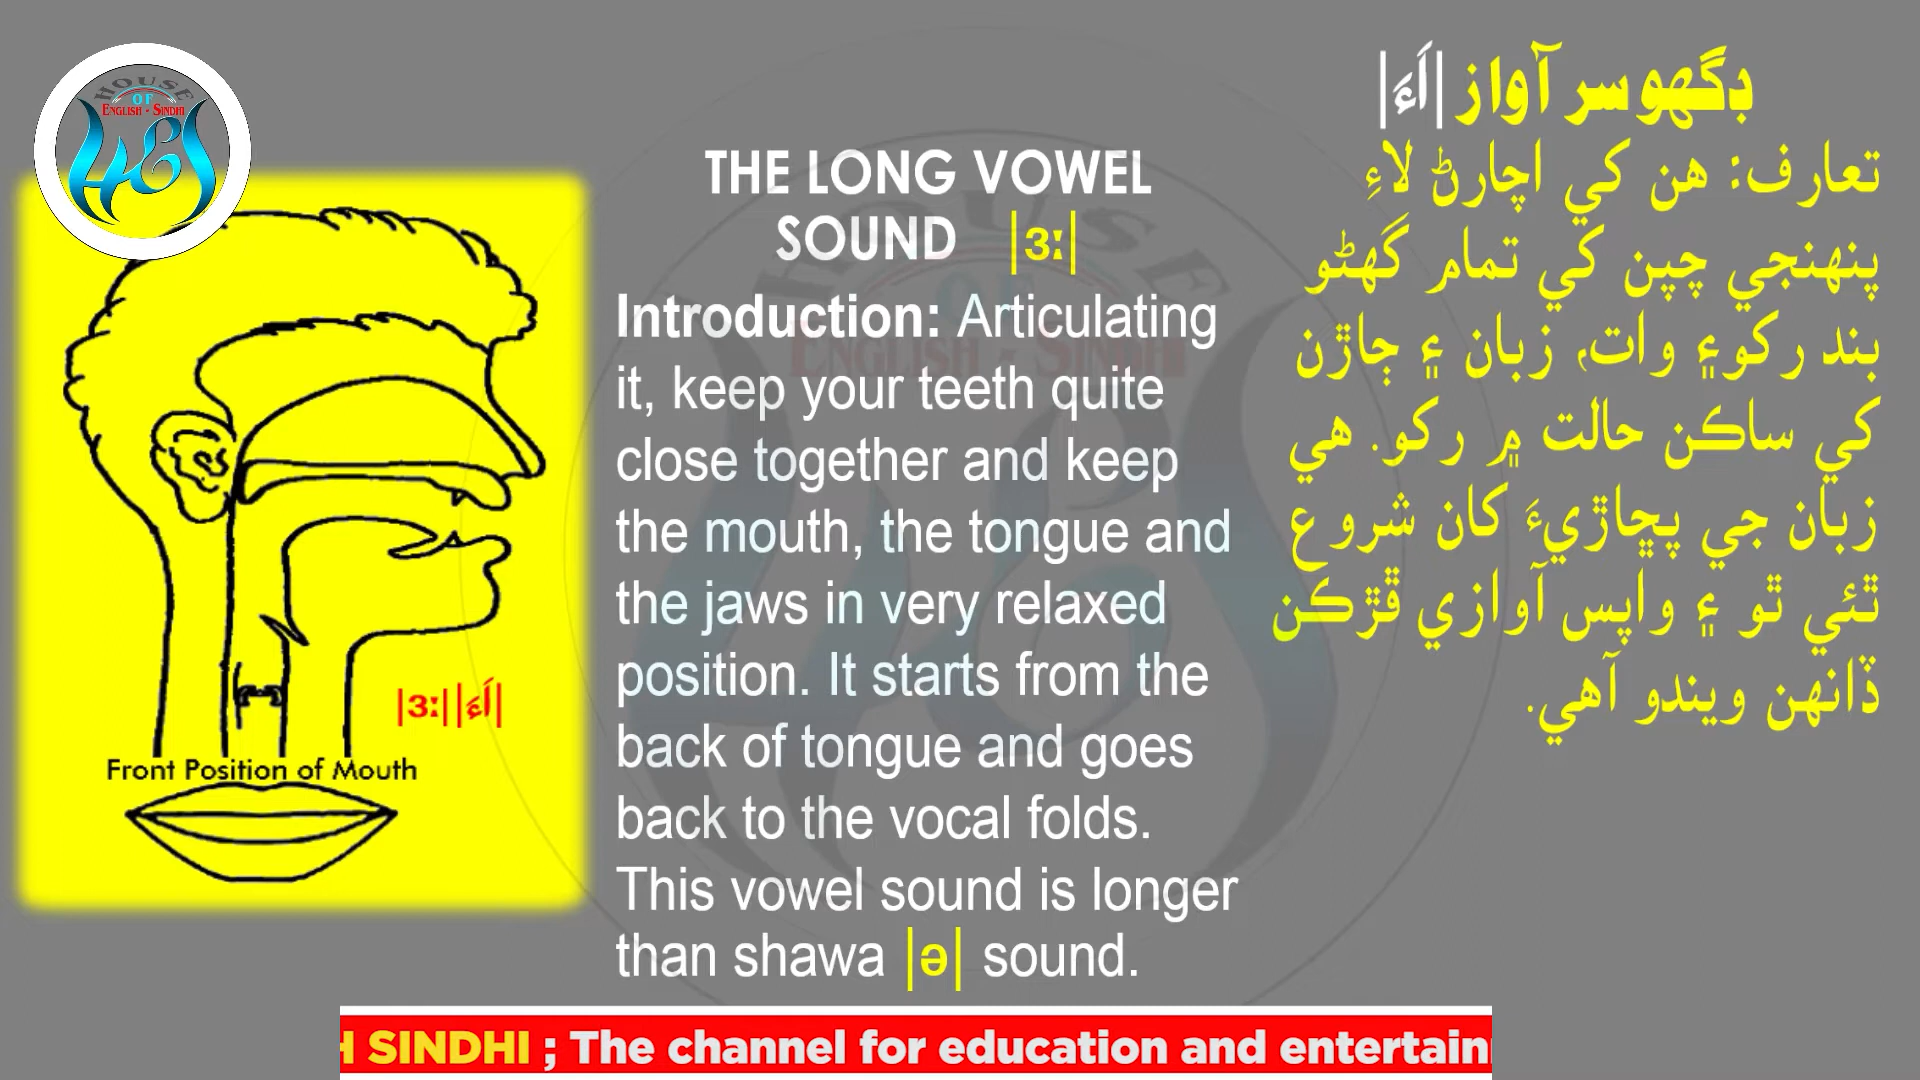 HOUSE
OF
ENGLISH - SINDHI
THE LONG VOWEL
SOUND |ɜː|
Introduction: Articulating
it, keep your teeth quite
close together and keep
the mouth, the tongue and
the jaws in very relaxed
position. It starts from the
back of tongue and goes
back to the vocal folds.
This vowel sound is longer
than shawa |ə| sound.
ڊگهو سر آواز |اَءَ|
تعارف: هن کي اچارڻ لاءِ
پنهنجي چپن کي تمام گهڻو
بند رکو۽ وات، زبان ۽ ڄاڙن
کي ساڪن حالت ۾ رکو. هي
زبان جي پڇاڙيءَ کان شروع
ٿئي ٿو ۽ واپس آوازي ڦڙڪن
ڏانهن ويندو آهي.
|ɜː||اَءَ|
Front Position of Mouth
H SINDHI ; The channel for education and entertain